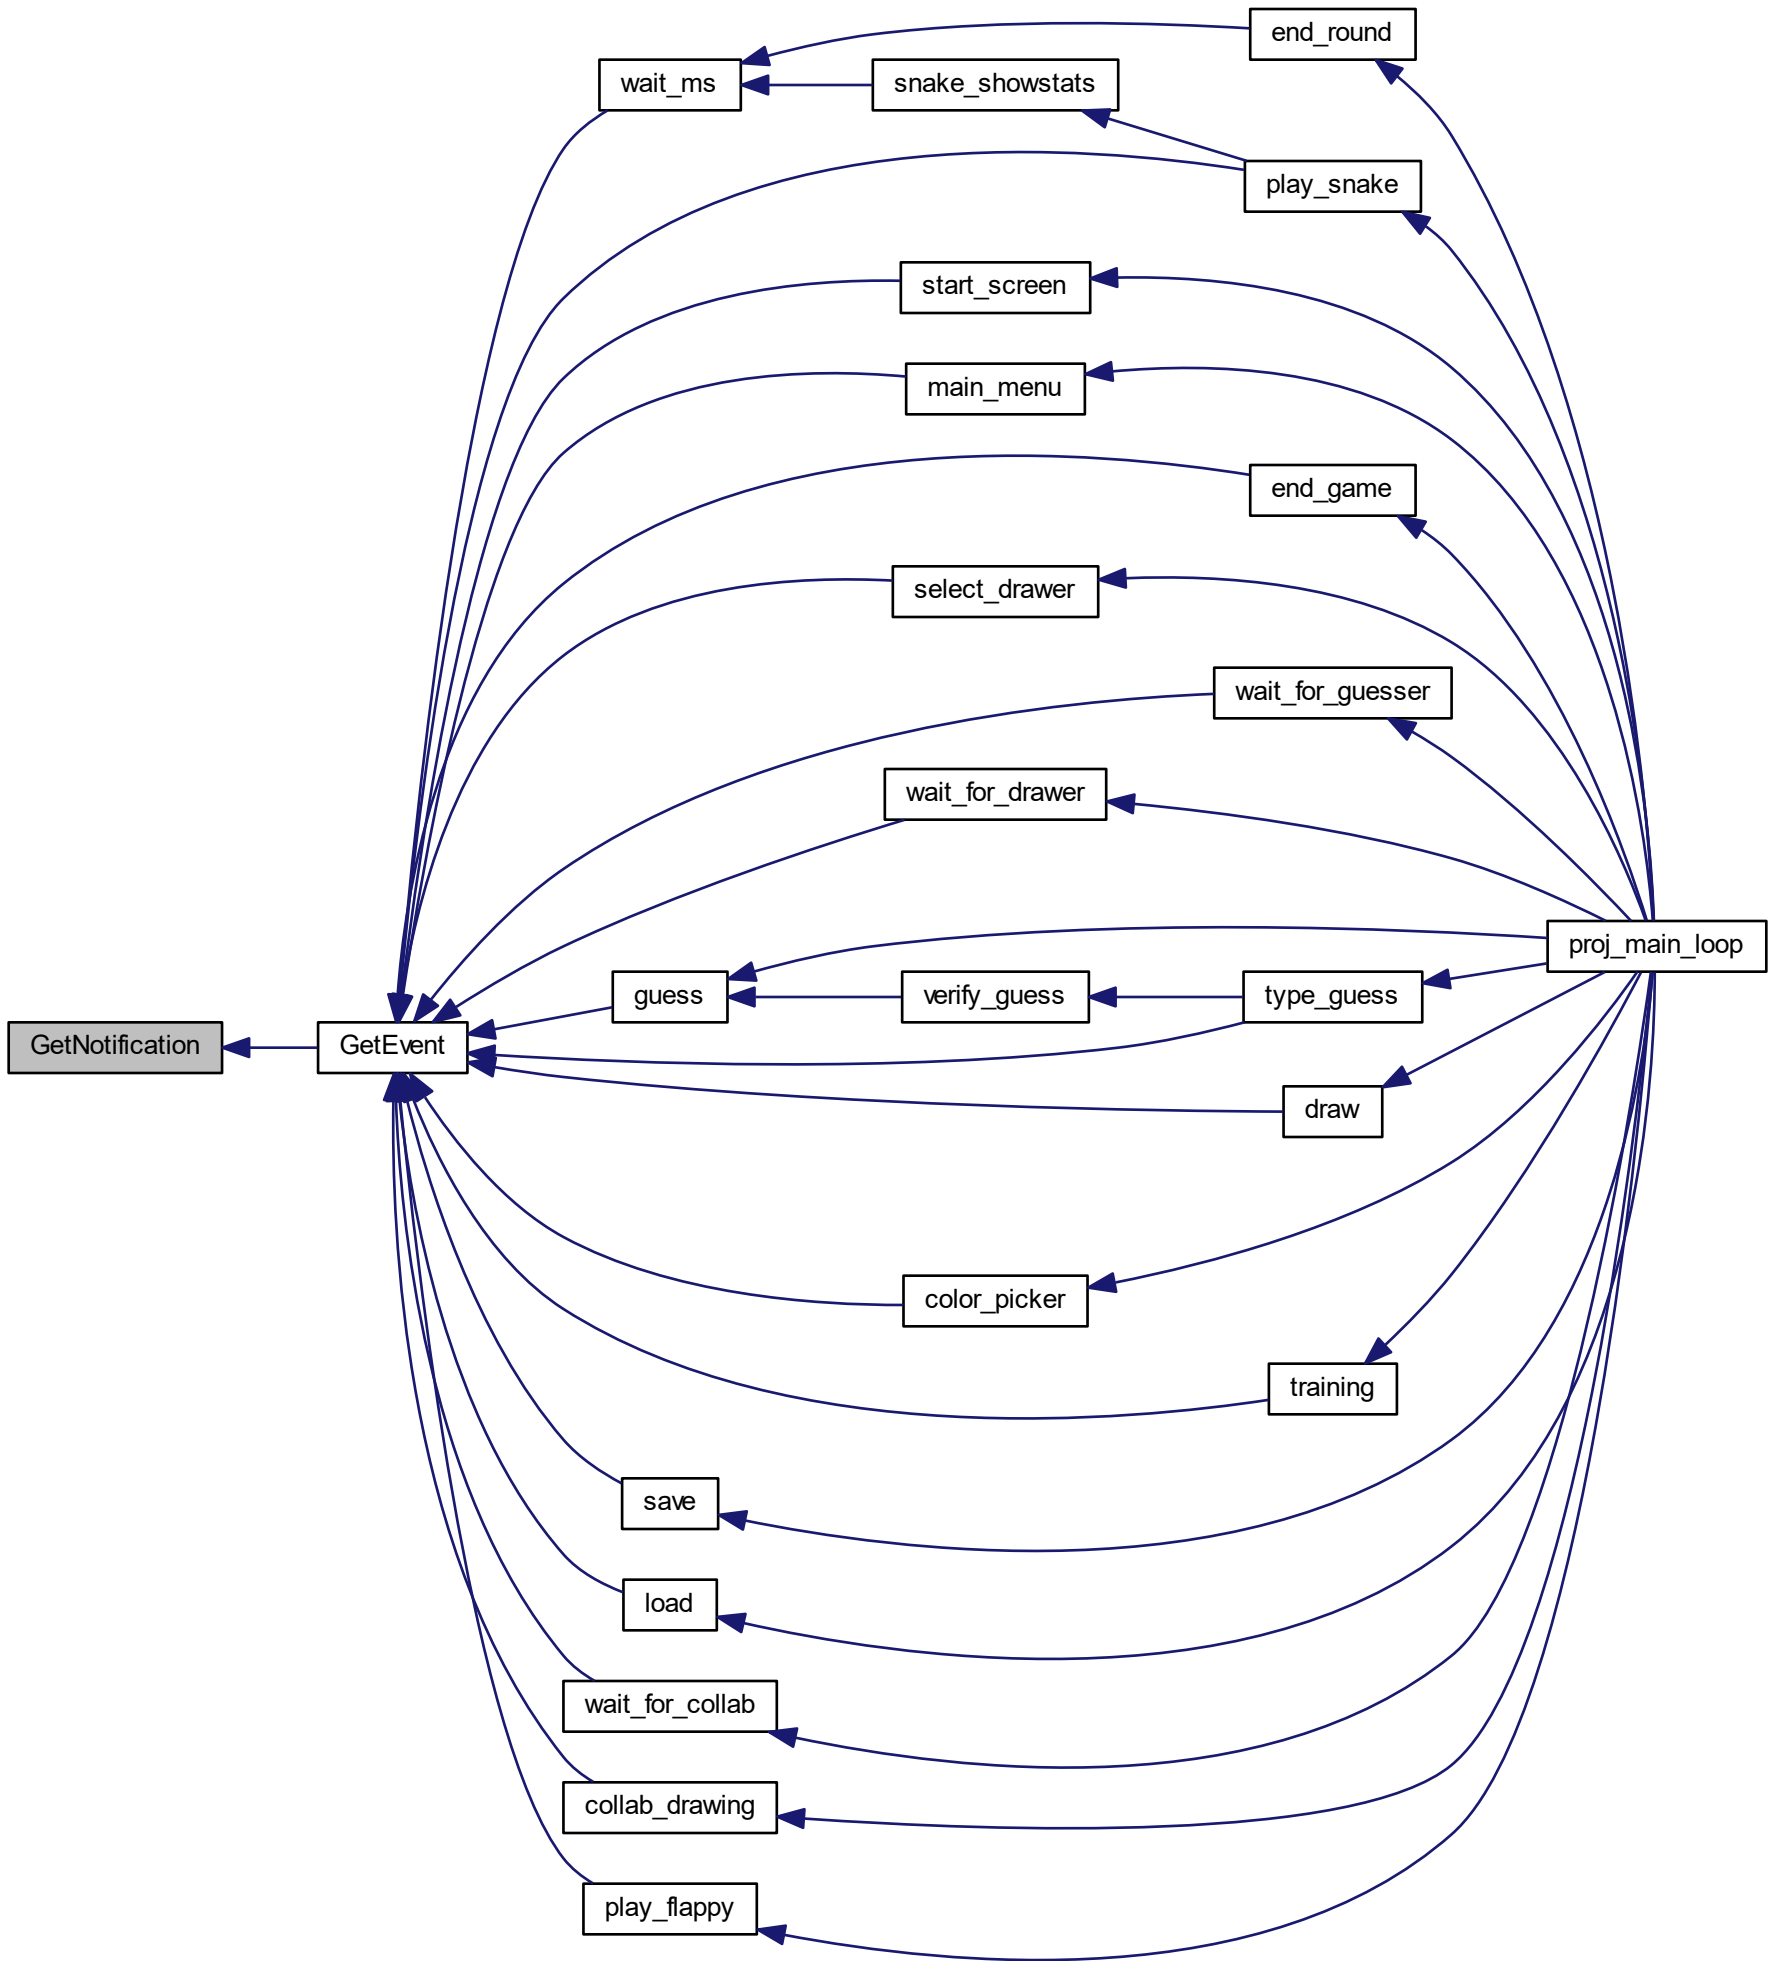 end_round
wait_ms
snake_showstats
play_snake
start_screen
main_menu
end_game
select_drawer
wait_for_guesser
wait_for_drawer
proj_main_loop
guess
verify_guess
type_guess
GetNotification
GetEvent
draw
color_picker
training
save
load
wait_for_collab
collab_drawing
play_flappy